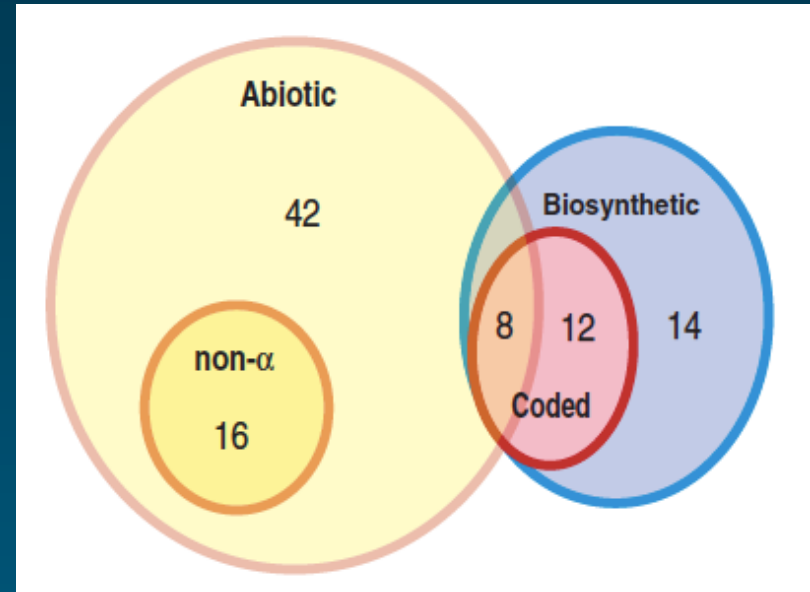 Abiotic
42
Biosynthetic
8 12 14
non-α
Coded
16